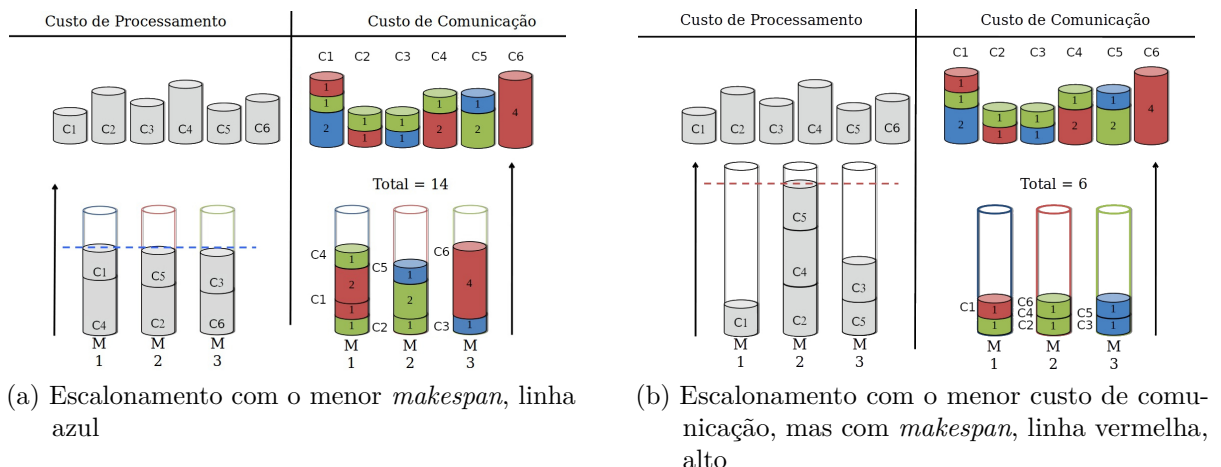 Custo de Processamento
Custo de Comunicação
C1 C2 C3 C4 C5 C6
C1 C2 C3 C4 C5 C6
1 1 2
1 1
1 1
1 2
1 2
4
Total = 14
C1 C4
C5 C2
C3 C6
M 1
M 2
M 3
C4 C1
1 2 1 1
C5 C2
1 2 1
C6 C3
4 1
M 1
M 2
M 3
(a) Escalonamento com o menor makespan, linha
azul
Custo de Processamento
Custo de Comunicação
C1 C2 C3 C4 C5 C6
C1 C2 C3 C4 C5 C6
1 1 2
1 1
1 1
1 2
1 2
4
Total = 6
C1
C5 C4 C2
C3 C5
M 1
M 2
M 3
C1
1 1
C6 C4 C2
1 1
C5 C3
1 1
M 1
M 2
M 3
(b) Escalonamento com o menor custo de comu-
nicação, mas com makespan, linha vermelha,
alto